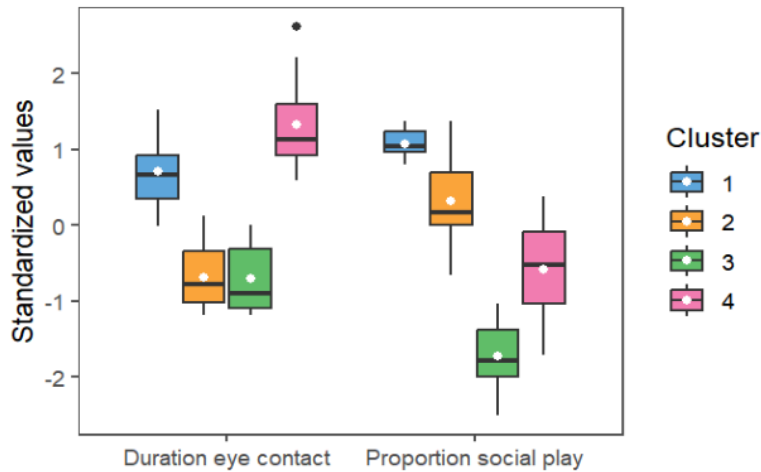 Standardized values
2
1
0
-1
-2
Duration eye contact
Proportion social play
Cluster
1
2
3
4